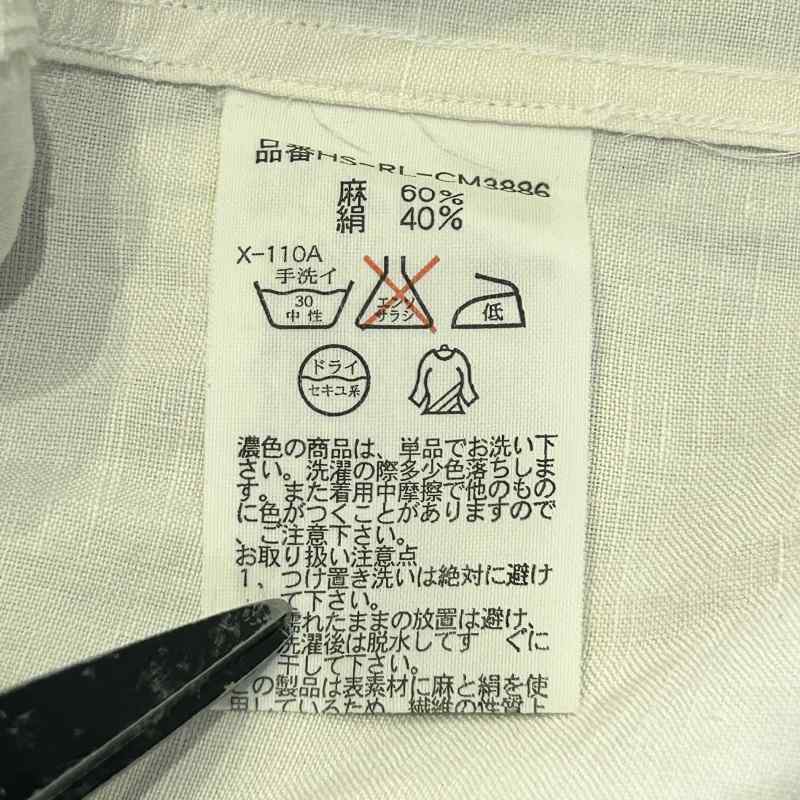 品番HS-RL-CM3886
麻 60%
絹 40%
X-110A
手洗イ
30
中性
エンソ
サラシ
低
ドライ
セキユ系
濃色の商品は、単品でお洗い下
さい。洗濯の際多少色落ちしま
す。また着用中摩擦で他のもの
に色がつくことがありますので
、ご注意下さい。
お取り扱い注意点
1、つけ置き洗いは絶対に避け
て下さい。
濡れたままの放置は避け、
洗濯後は脱水してす ぐに
干して下さい。
この製品は表素材に麻と絹を使
用しているため、繊維の性質上